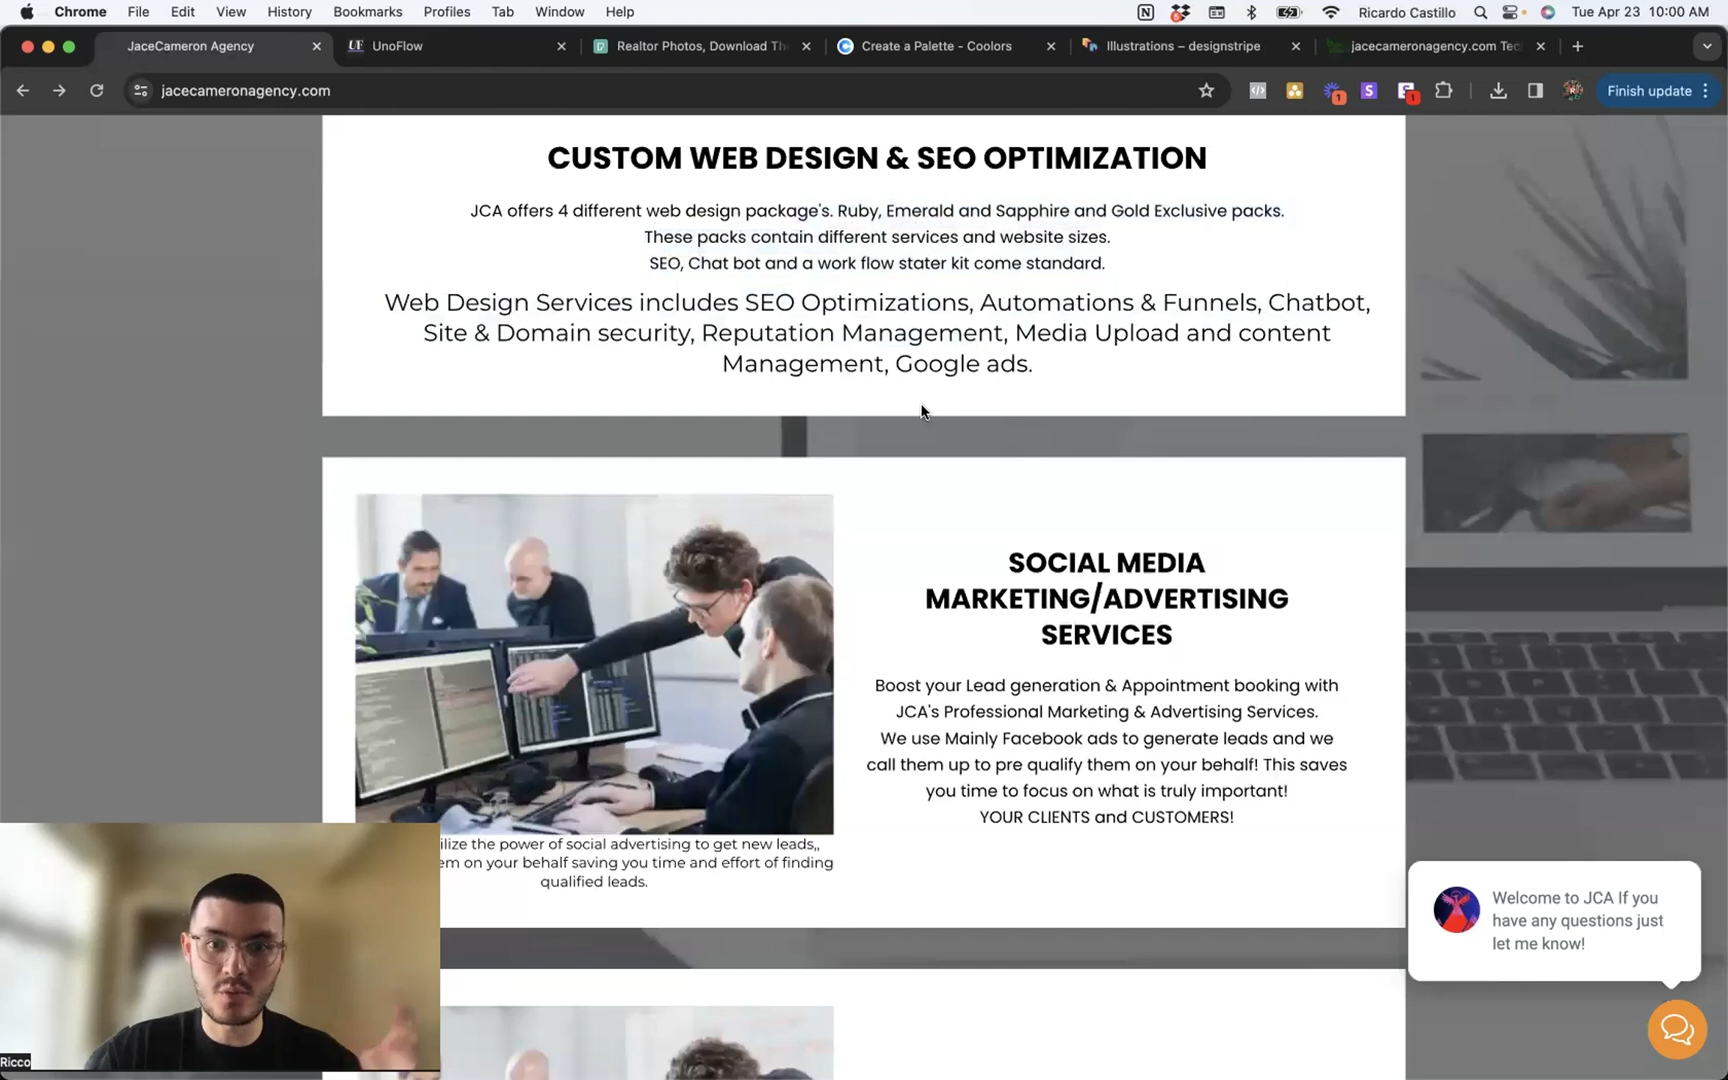 Chrome File Edit View History Bookmarks Profiles Tab Window Help
Ricardo Castillo Tue Apr 23 10:00 AM
JaceCameron Agency
UF UnoFlow
Realtor Photos, Download Th
Create a Palette - Coolors
Illustrations – designstripe
jacecameronagency.com Tec
jacecameronagency.com
Finish update
CUSTOM WEB DESIGN & SEO OPTIMIZATION
JCA offers 4 different web design package's. Ruby, Emerald and Sapphire and Gold Exclusive packs.
These packs contain different services and website sizes.
SEO, Chat bot and a work flow stater kit come standard.
Web Design Services includes SEO Optimizations, Automations & Funnels, Chatbot,
Site & Domain security, Reputation Management, Media Upload and content
Management, Google ads.
SOCIAL MEDIA
MARKETING/ADVERTISING
SERVICES
Boost your Lead generation & Appointment booking with
JCA's Professional Marketing & Advertising Services.
We use Mainly Facebook ads to generate leads and we
call them up to pre qualify them on your behalf! This saves
you time to focus on what is truly important!
YOUR CLIENTS and CUSTOMERS!
ilize the power of social advertising to get new leads,,
em on your behalf saving you time and effort of finding
qualified leads.
Welcome to JCA If you
have any questions just
let me know!
Ricco